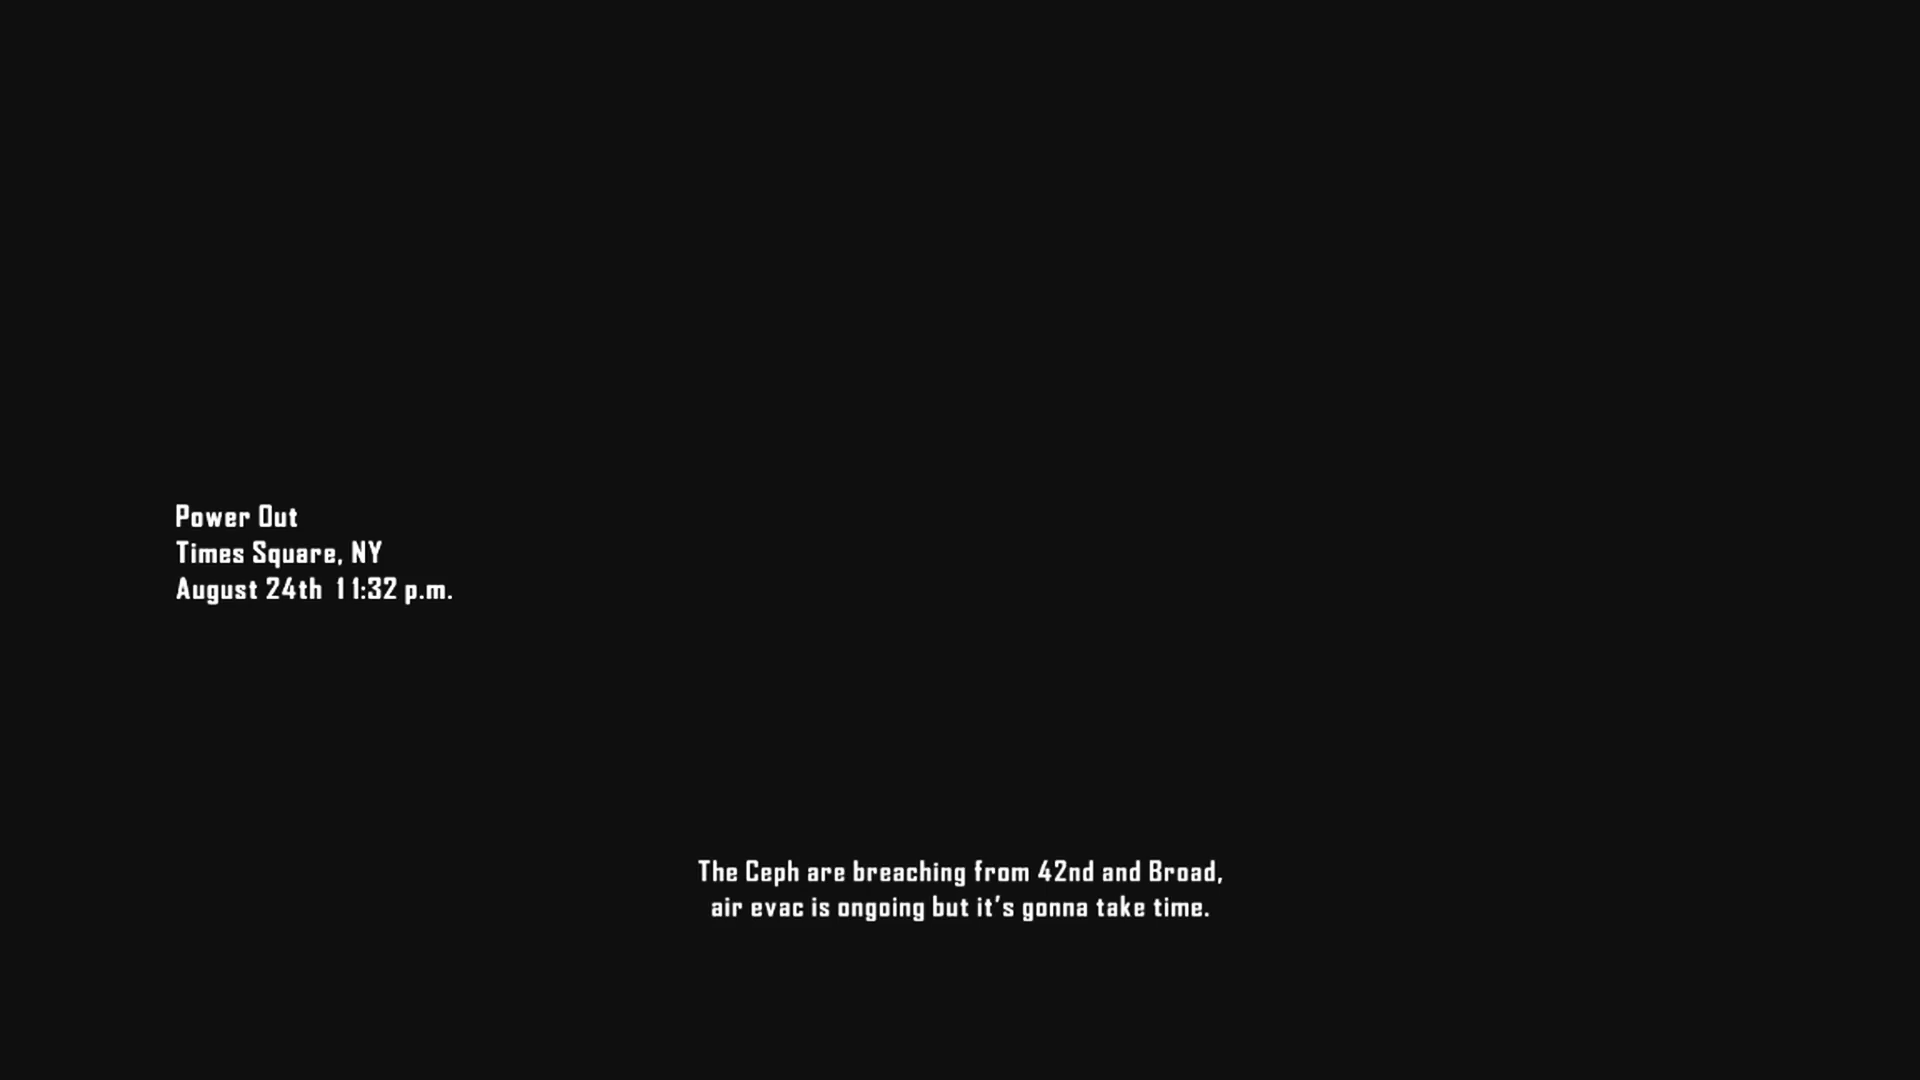 Power Out
Times Square, NY
August 24th 11:32 p.m.
The Ceph are breaching from 42nd and Broad,
air evac is ongoing but it's gonna take time.